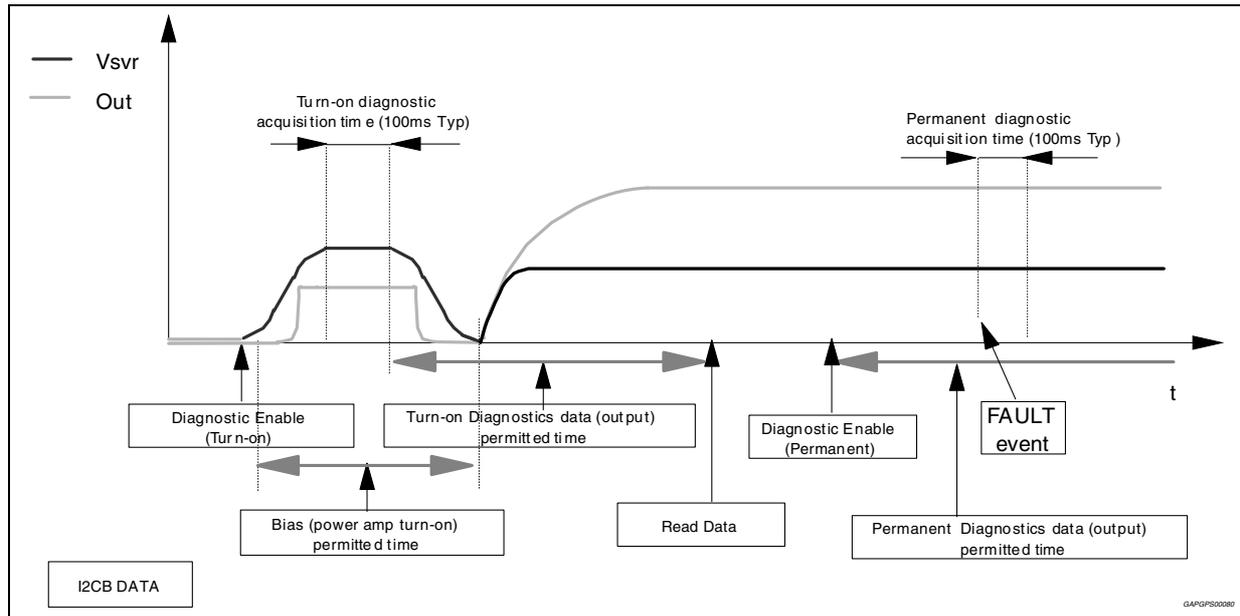 Vsvr
Out
Turn-on diagnostic
acquisition time (100ms Typ)
Permanent diagnostic
acquisition time (100ms Typ)
t
Diagnostic Enable
(Turn-on)
Turn-on Diagnostics data (output)
permitted time
Diagnostic Enable
(Permanent)
FAULT
event
Bias (power amp turn-on)
permitted time
Read Data
Permanent Diagnostics data (output)
permitted time
I2CB DATA
GAPGPS00080